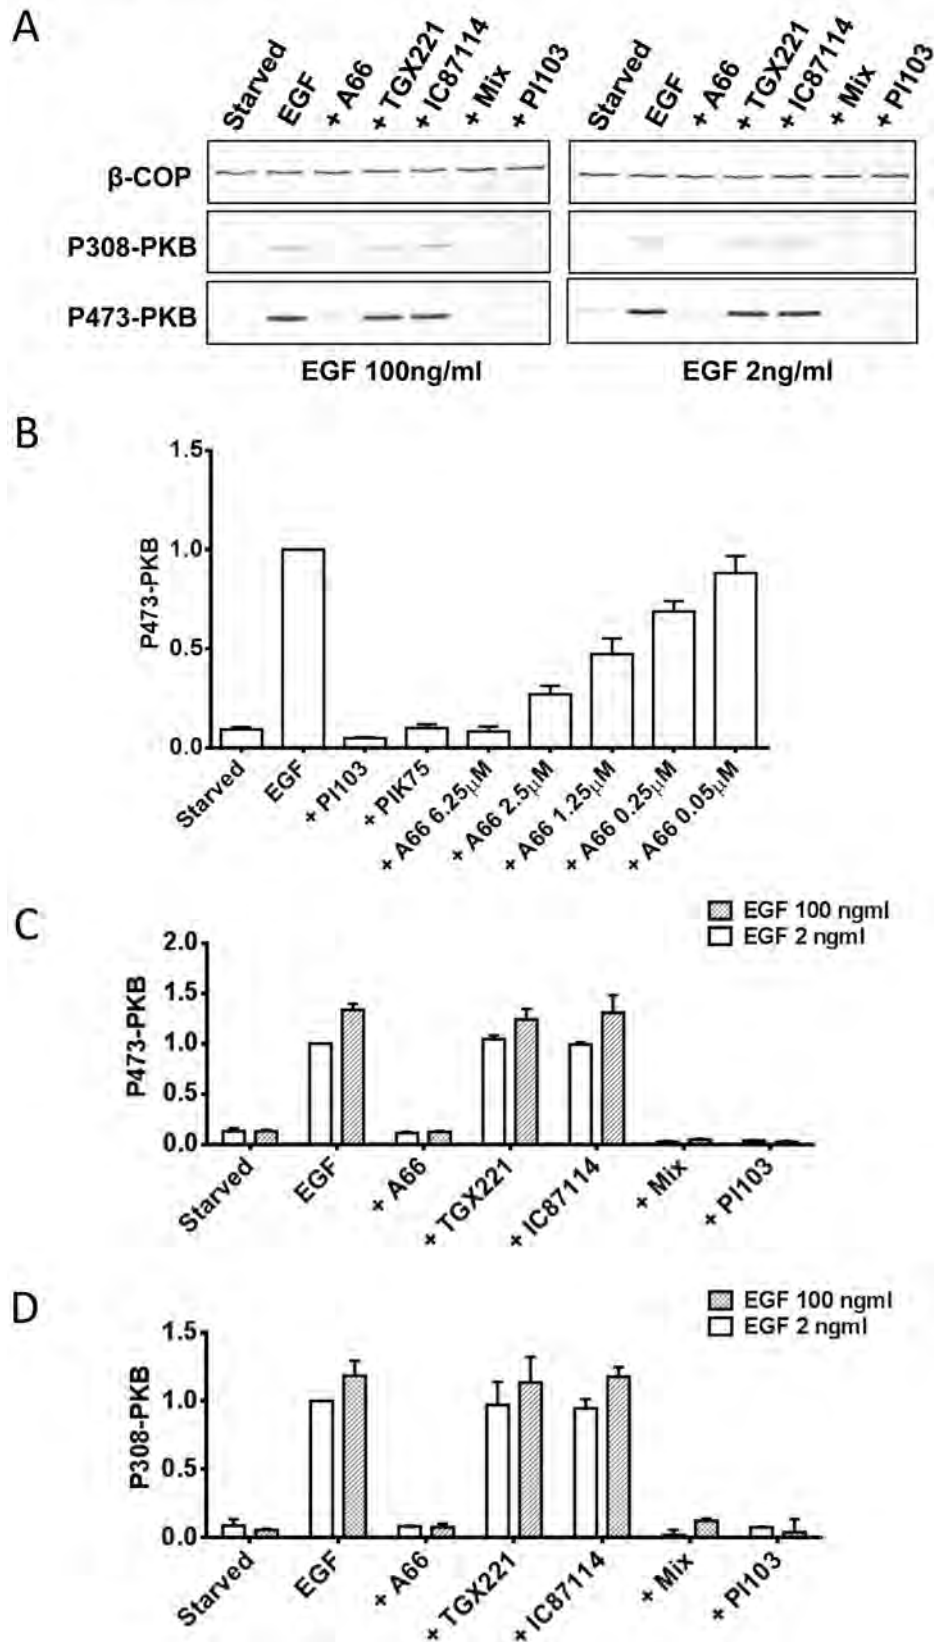 A
Starved EGF + A66 + TGX221 + IC87114 + Mix + PI103
Starved EGF + A66 + TGX221 + IC87114 + Mix + PI103
β-COP
P308-PKB
P473-PKB
EGF 100ng/ml EGF 2ng/ml
B
P473-PKB
1.5
1.0
0.5
0.0
Starved EGF + PI103 + PIK75 + A66 6.25μM + A66 2.5μM + A66 1.25μM + A66 0.25μM + A66 0.05μM
C
EGF 100 ngml
EGF 2 ngml
P473-PKB
2.0
1.5
1.0
0.5
0.0
Starved EGF + A66 + TGX221 + IC87114 + Mix + PI103
D
EGF 100 ngml
EGF 2 ngml
P308-PKB
1.5
1.0
0.5
0.0
Starved EGF + A66 + TGX221 + IC87114 + Mix + PI103